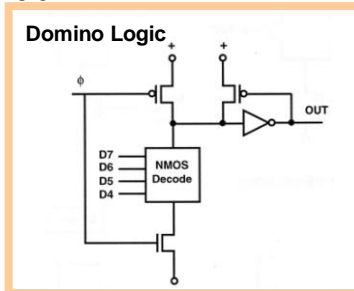 Domino Logic
+ +
φ
OUT
D7
D6
D5
D4
NMOS
Decode